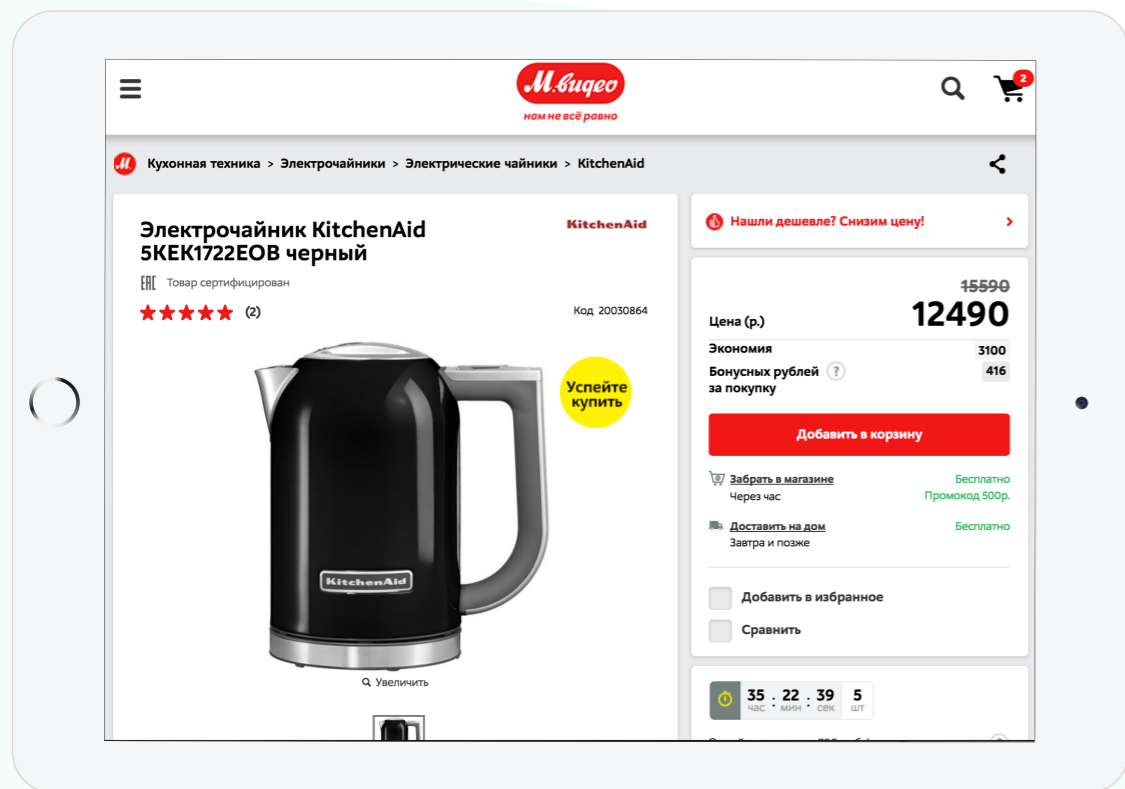 М.видео
2
нам не всё равно
М. Кухонная техника > Электрочайники > Электрические чайники > KitchenAid
Электрочайник KitchenAid
5KEK1722EOB черный
KitchenAid
EAC Товар сертифицирован
(2)
Код 20030864
Успейте
купить
KitchenAid
Увеличить
Нашли дешевле? Снизим цену!
15590
Цена (р.) 12490
Экономия 3100
Бонусных рублей ? 416
за покупку
Добавить в корзину
Забрать в магазине Бесплатно
Через час Промокод 500р.
Доставить на дом Бесплатно
Завтра и позже
Добавить в избранное
Сравнить
35 : 22 : 39 5
час мин сек шт